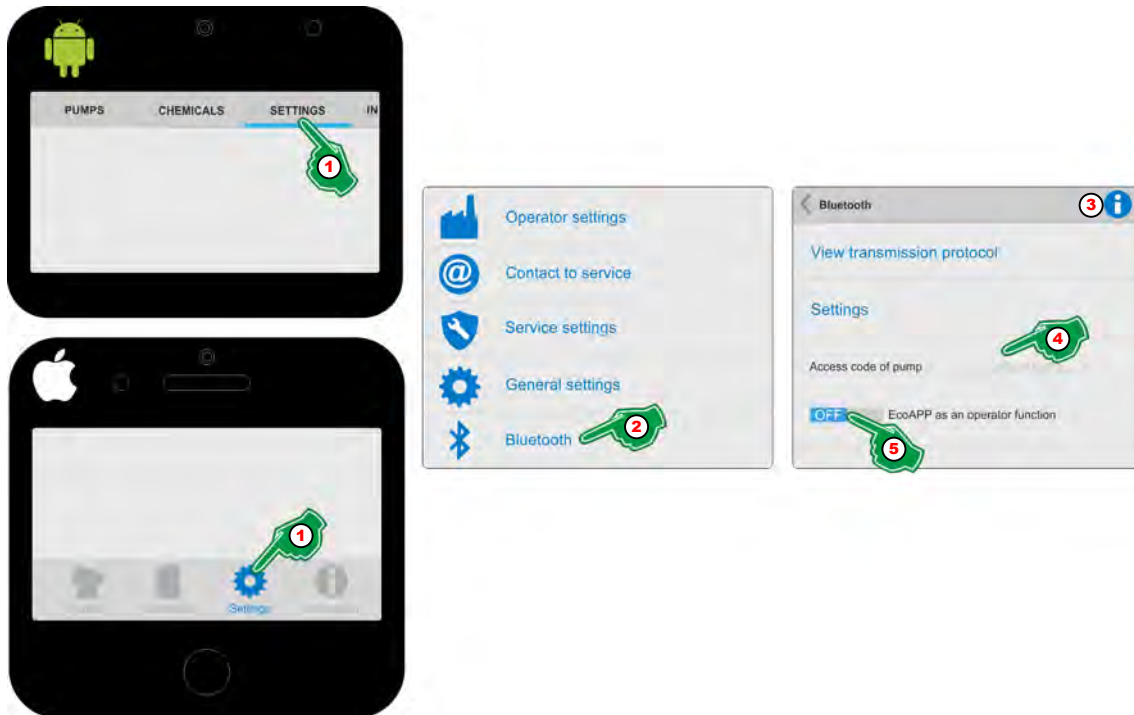 PUMPS CHEMICALS SETTINGS IN
1
1
Settings
Operator settings
Contact to service
Service settings
General settings
Bluetooth
2
Bluetooth
3
View transmission protocol
Settings
4
Access code of pump
OFF EcoAPP as an operator function
5